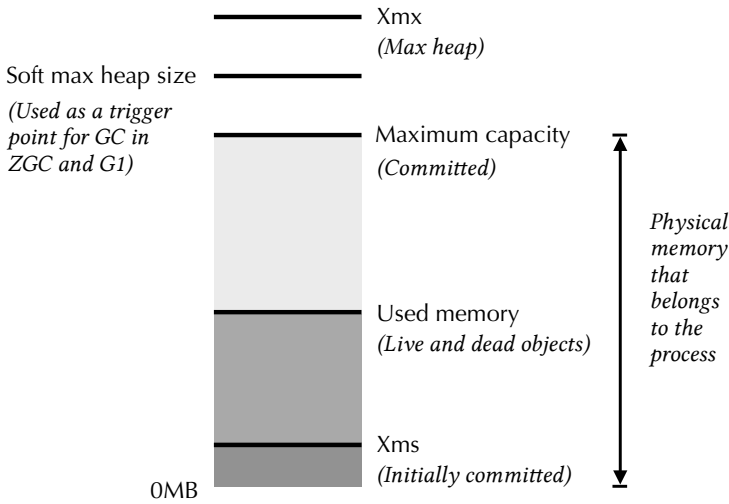 Xmx
(Max heap)
Soft max heap size
(Used as a trigger
point for GC in
ZGC and G1)
Maximum capacity
(Committed)
Physical
memory
that
belongs
to the
process
Used memory
(Live and dead objects)
Xms
(Initially committed)
0MB